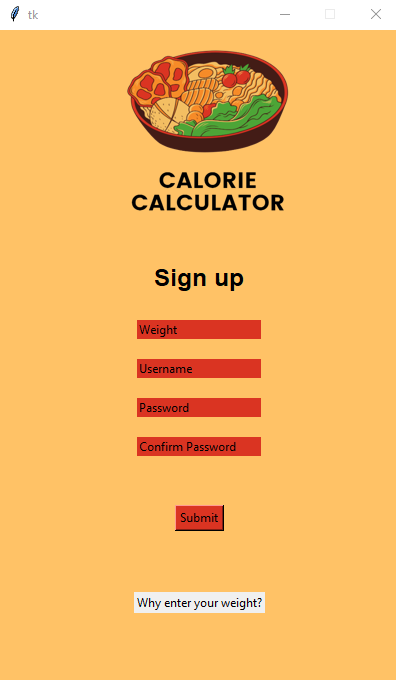 tk
CALORIE
CALCULATOR
Sign up
Weight
Username
Password
Confirm Password
Submit
Why enter your weight?